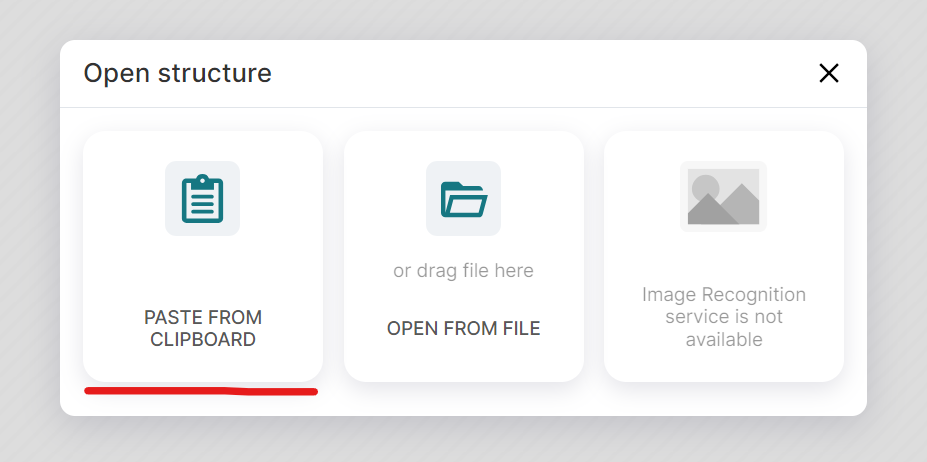 Open structure
PASTE FROM
CLIPBOARD
or drag file here
OPEN FROM FILE
Image Recognition
service is not
available